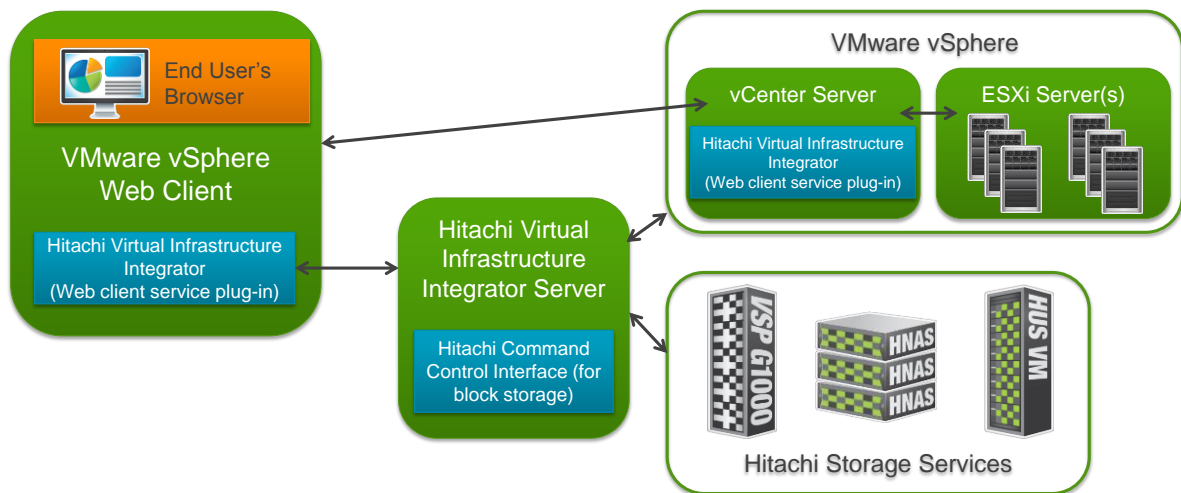 End User's
Browser
VMware vSphere
Web Client
Hitachi Virtual Infrastructure
Integrator
(Web client service plug-in)
Hitachi Virtual
Infrastructure
Integrator Server
Hitachi Command
Control Interface (for
block storage)
VMware vSphere
vCenter Server
Hitachi Virtual Infrastructure
Integrator
(Web client service plug-in)
ESXi Server(s)
VSP G1000
HNAS
HNAS
HNAS
HUS VM
Hitachi Storage Services